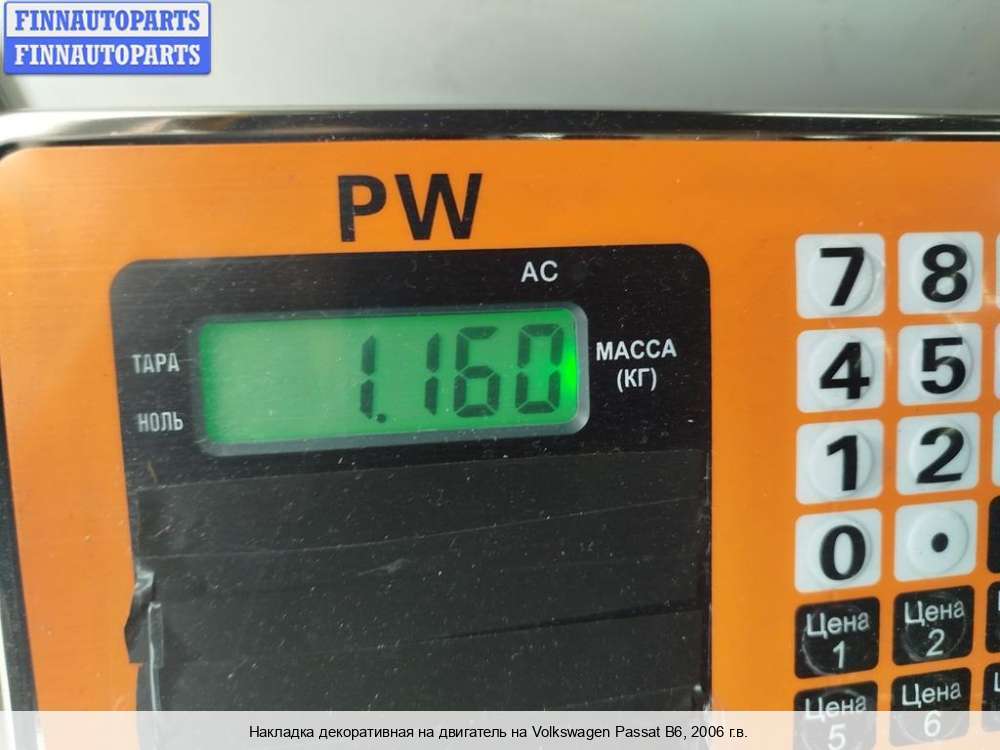 FINNAUTOPARTS
FINNAUTOPARTS
PW
AC
ТАРА
НОЛЬ
1.160
МАССА
(КГ)
7 8
4 5
1 2
0 •
Цена 1
Цена 2
Цена 5
Цена 6
Накладка декоративная на двигатель на Volkswagen Passat B6, 2006 г.в.